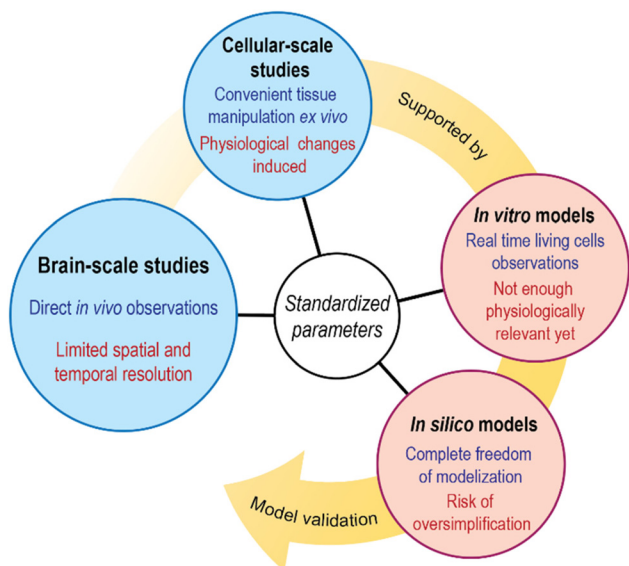 Cellular-scale
studies
Convenient tissue
manipulation ex vivo
Physiological changes
induced
Supported by
In vitro models
Real time living cells
observations
Not enough
physiologically
relevant yet
Brain-scale studies
Direct in vivo observations
Limited spatial and
temporal resolution
Standardized
parameters
In silico models
Complete freedom
of modelization
Risk of
oversimplification
Model validation